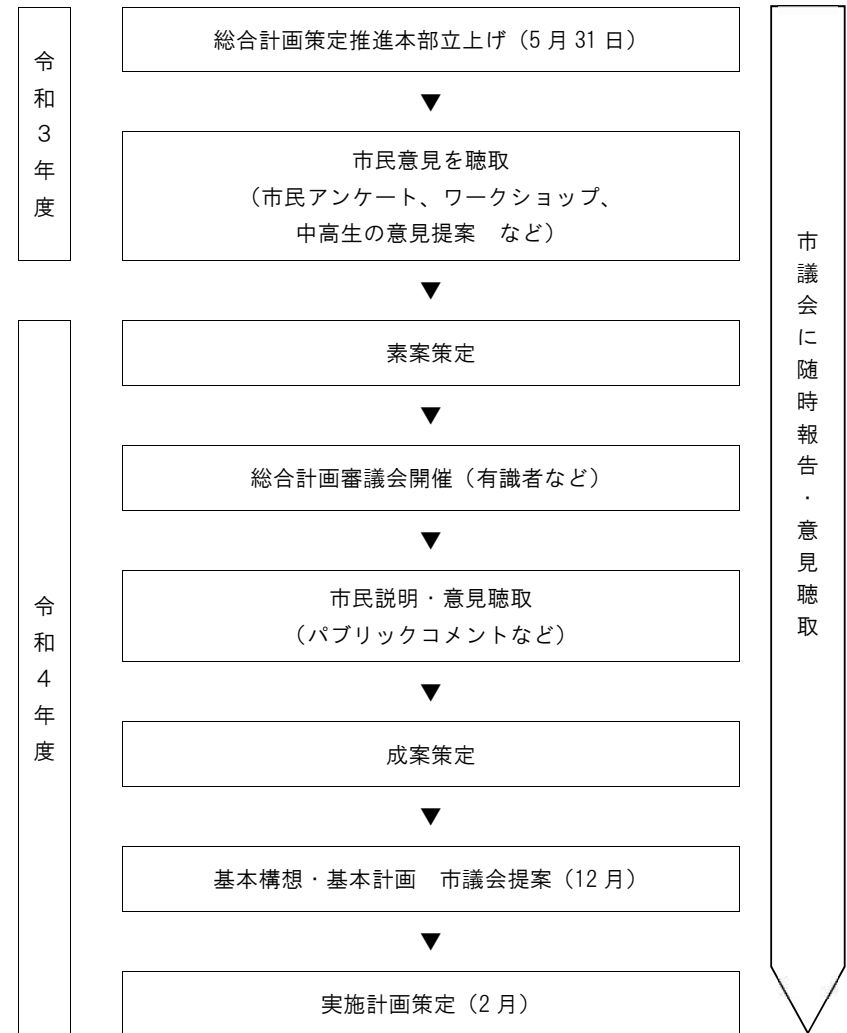 令和3年度
総合計画策定推進本部立上げ（5月31日）
▼
市民意見を聴取
（市民アンケート、ワークショップ、
中高生の意見提案　など）
▼
令和4年度
素案策定
▼
総合計画審議会開催（有識者など）
▼
市民説明・意見聴取
（パブリックコメントなど）
▼
成案策定
▼
基本構想・基本計画　市議会提案（12月）
▼
実施計画策定（2月）
市議会に随時報告・意見聴取